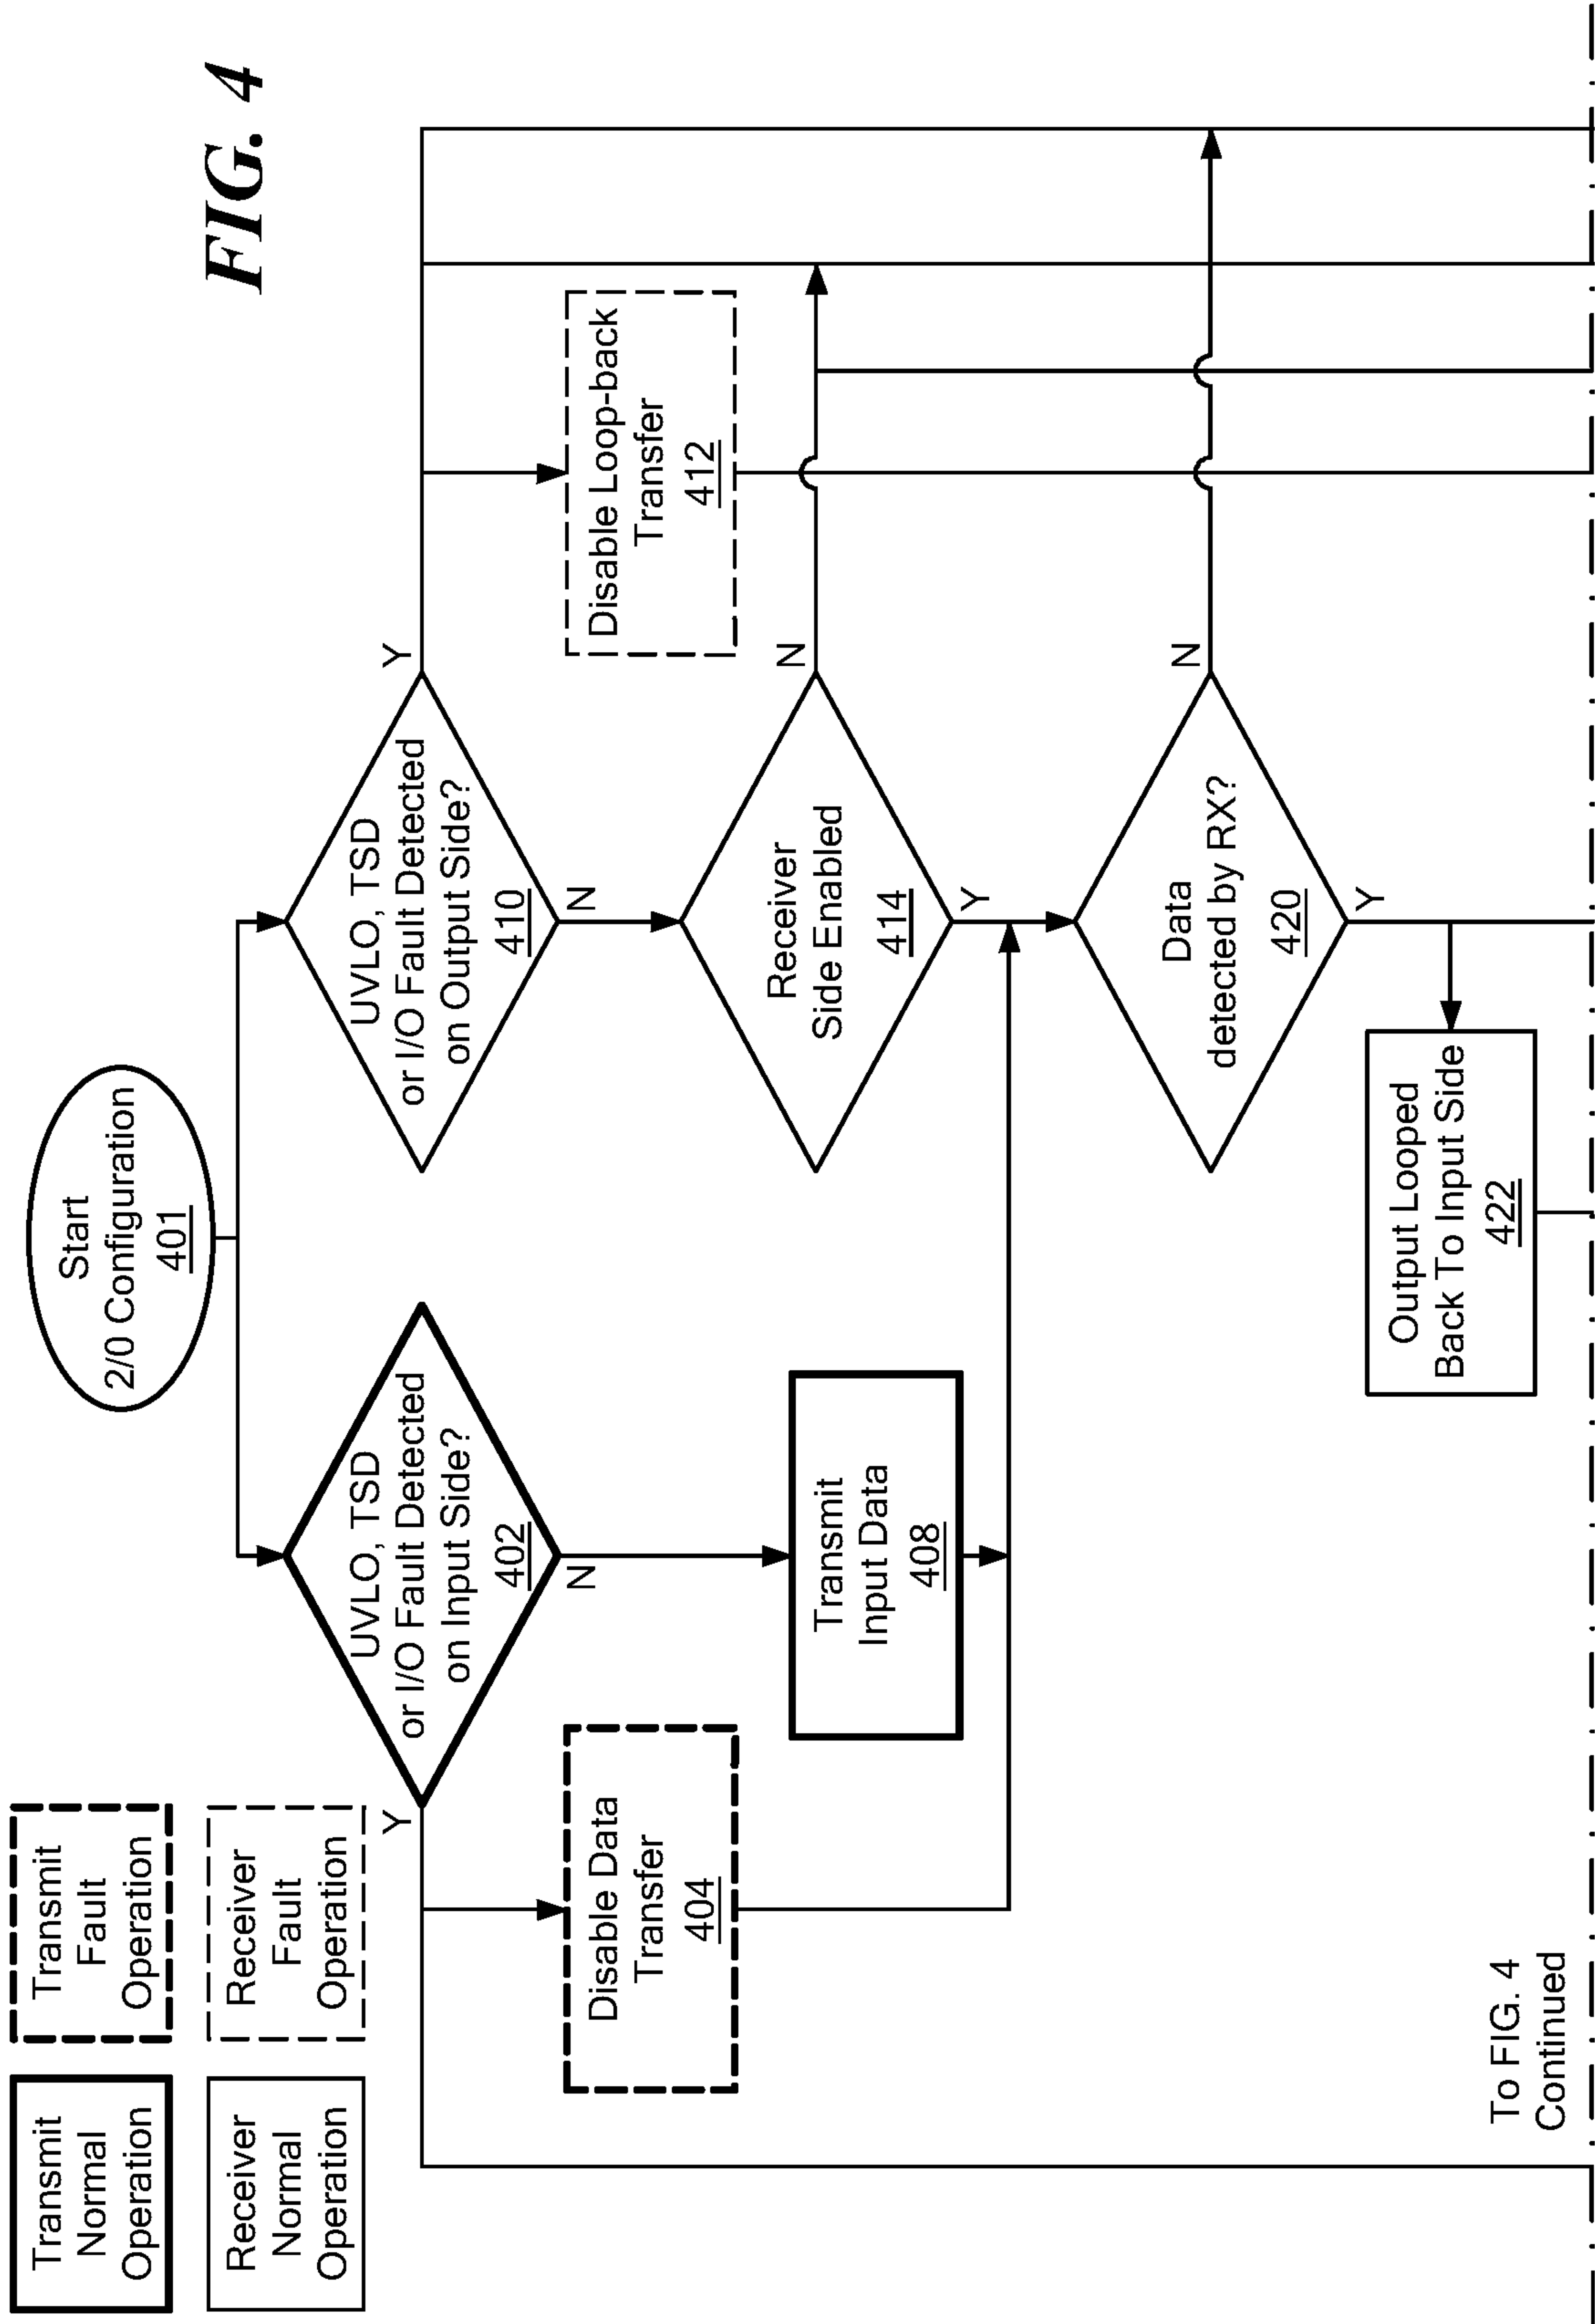 FIG. 4
Transmit
Normal
Operation
Transmit
Fault
Operation
Receiver
Normal
Operation
Receiver
Fault
Operation
Start
2/0 Configuration
401
UVLO, TSD
or I/O Fault Detected
on Input Side?
402
Y
N
UVLO, TSD
or I/O Fault Detected
on Output Side?
410
Y
N
Disable Data
Transfer
404
Transmit
Input Data
408
Disable Loop-back
Transfer
412
Receiver
Side Enabled
414
N
Y
Data
detected by RX?
420
N
Y
Output Looped
Back To Input Side
422
To FIG. 4
Continued